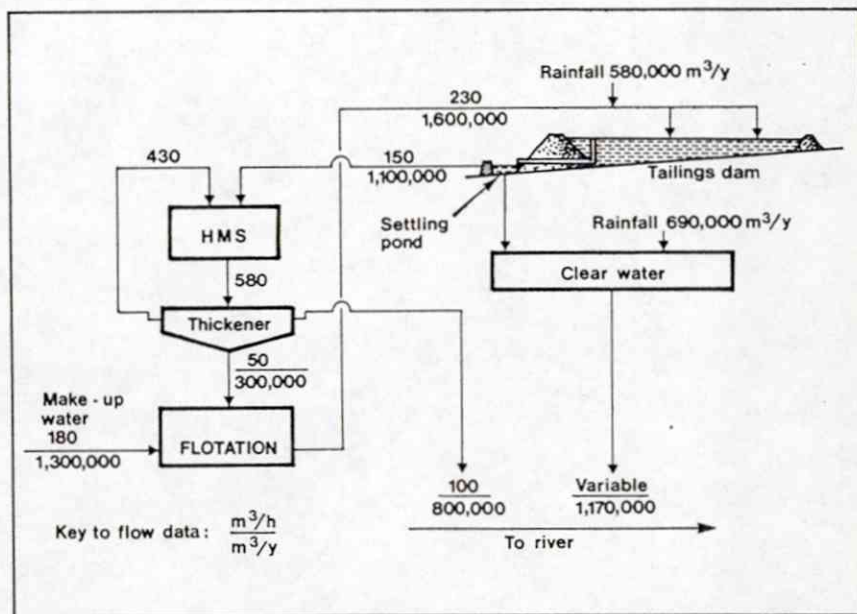 Rainfall 580,000 m³/y
230
1,600,000
430
150
1,100,000
Tailings dam
Settling
pond
HMS
Rainfall 690,000 m³/y
Clear water
580
Thickener
50
300,000
Make-up
water
180
1,300,000
FLOTATION
100
800,000
Variable
1,170,000
Key to flow data: m³/h
m³/y
To river